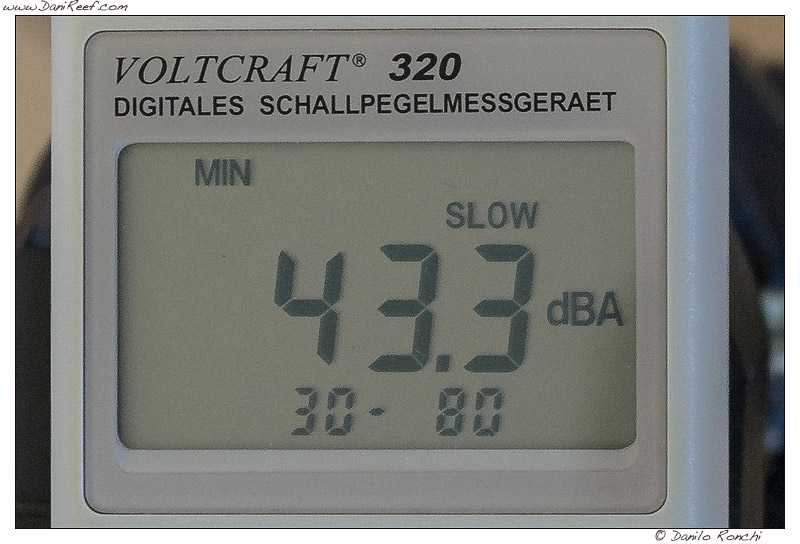 www.DaniReef.com
VOLTCRAFT® 320
DIGITALES SCHALLPEGELMESSGERAET
MIN
SLOW
43.3 dBA
30 - 80
© Danilo Ronchi